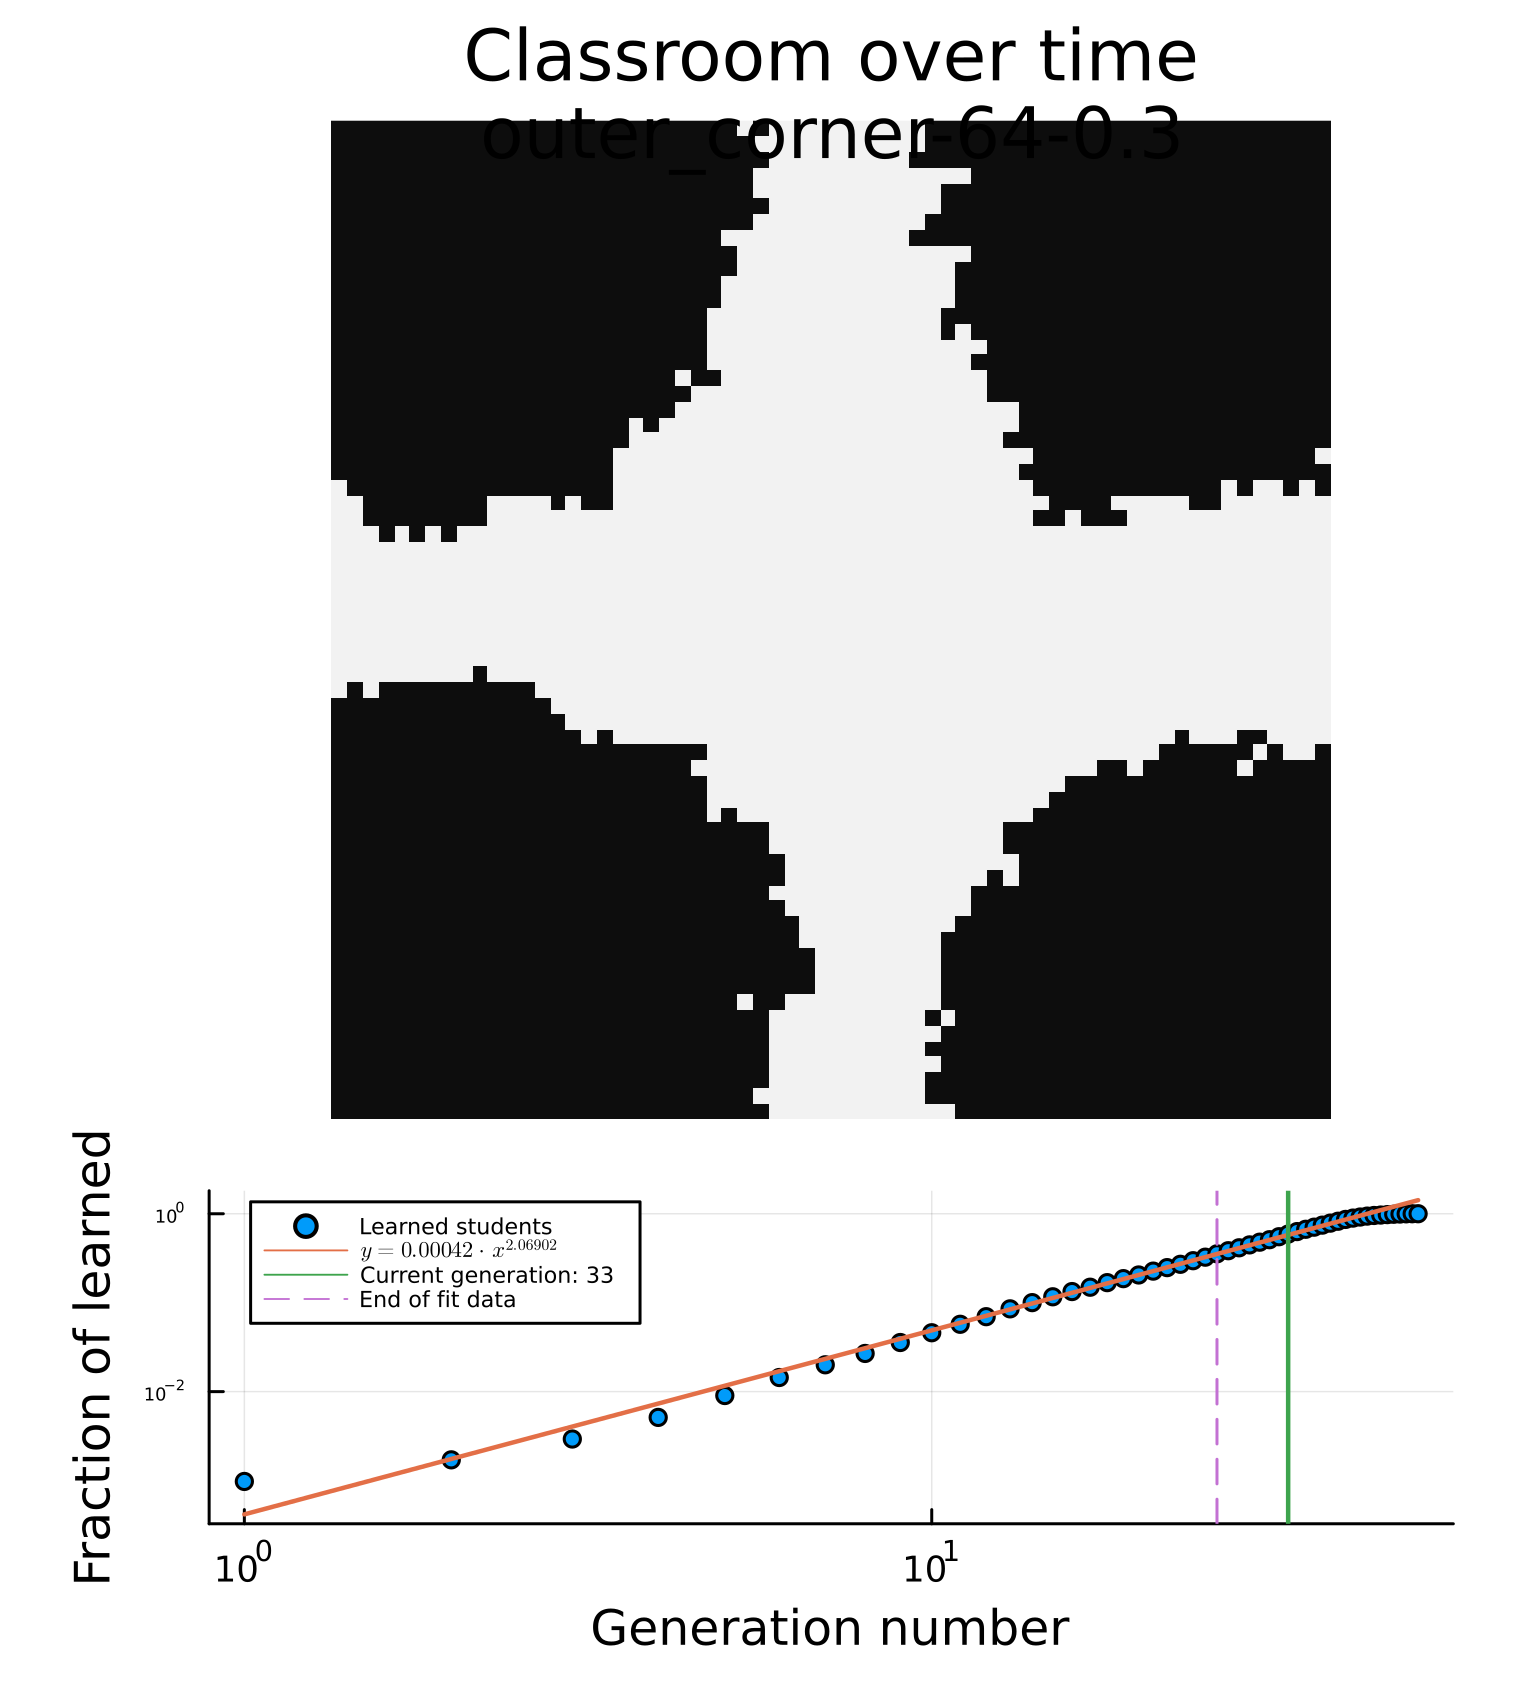 Classroom over time
outer_corner-64-0.3
Fraction of learned
10⁰
10⁻²
Learned students
y = 0.00042 · x^2.06902
Current generation: 33
End of fit data
10⁰
10¹
Generation number